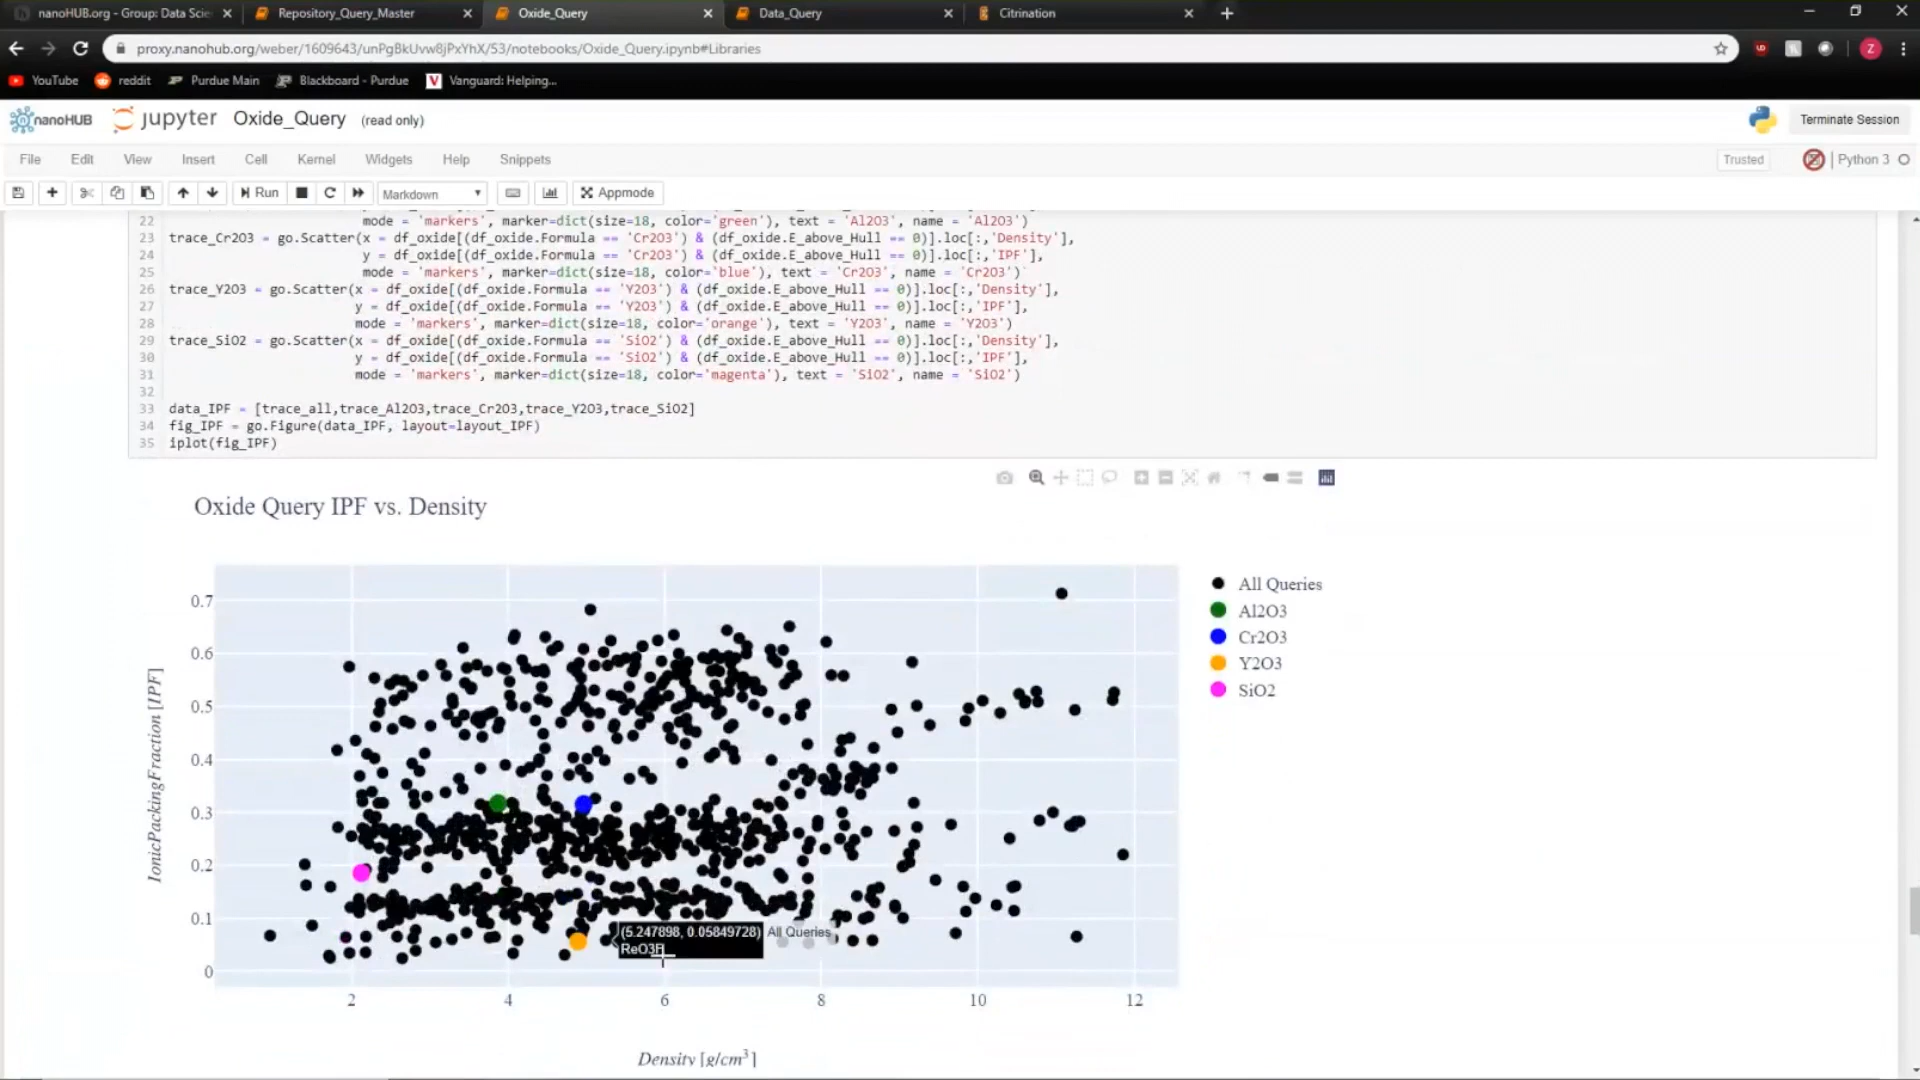 nanoHUB.org - Group: Data Scie
Repository_Query_Master
Oxide_Query
Data_Query
Citrination
proxy.nanohub.org/weber/1609643/unPgBkUvw8jPxYhX/53/notebooks/Oxide_Query.ipynb#Libraries
YouTube
reddit
Purdue Main
Blackboard - Purdue
Vanguard: Helping...
nanoHUB
jupyter
Oxide_Query
(read only)
Terminate Session
File
Edit
View
Insert
Cell
Kernel
Widgets
Help
Snippets
Trusted
Python 3
Run
Markdown
Appmode
22 mode = 'markers', marker=dict(size=18, color='green'), text = 'Al2O3', name = 'Al2O3')
23 trace_Cr2O3 = go.Scatter(x = df_oxide[(df_oxide.Formula == 'Cr2O3') & (df_oxide.E_above_Hull == 0)].loc[:,'Density'],
24 y = df_oxide[(df_oxide.Formula == 'Cr2O3') & (df_oxide.E_above_Hull == 0)].loc[:,'IPF'],
25 mode = 'markers', marker=dict(size=18, color='blue'), text = 'Cr2O3', name = 'Cr2O3')
26 trace_Y2O3 = go.Scatter(x = df_oxide[(df_oxide.Formula == 'Y2O3') & (df_oxide.E_above_Hull == 0)].loc[:,'Density'],
27 y = df_oxide[(df_oxide.Formula == 'Y2O3') & (df_oxide.E_above_Hull == 0)].loc[:,'IPF'],
28 mode = 'markers', marker=dict(size=18, color='orange'), text = 'Y2O3', name = 'Y2O3')
29 trace_SiO2 = go.Scatter(x = df_oxide[(df_oxide.Formula == 'SiO2') & (df_oxide.E_above_Hull == 0)].loc[:,'Density'],
30 y = df_oxide[(df_oxide.Formula == 'SiO2') & (df_oxide.E_above_Hull == 0)].loc[:,'IPF'],
31 mode = 'markers', marker=dict(size=18, color='magenta'), text = 'SiO2', name = 'SiO2')
32
33 data_IPF = [trace_all,trace_Al2O3,trace_Cr2O3,trace_Y2O3,trace_SiO2]
34 fig_IPF = go.Figure(data_IPF, layout=layout_IPF)
35 iplot(fig_IPF)
Oxide Query IPF vs. Density
0.7
0.6
0.5
0.4
0.3
0.2
0.1
0
IonicPackingFraction [IPF]
All Queries
Al2O3
Cr2O3
Y2O3
SiO2
(5.247898, 0.05849728) All Queries
2
4
6
8
10
12
Density [g/cm³]